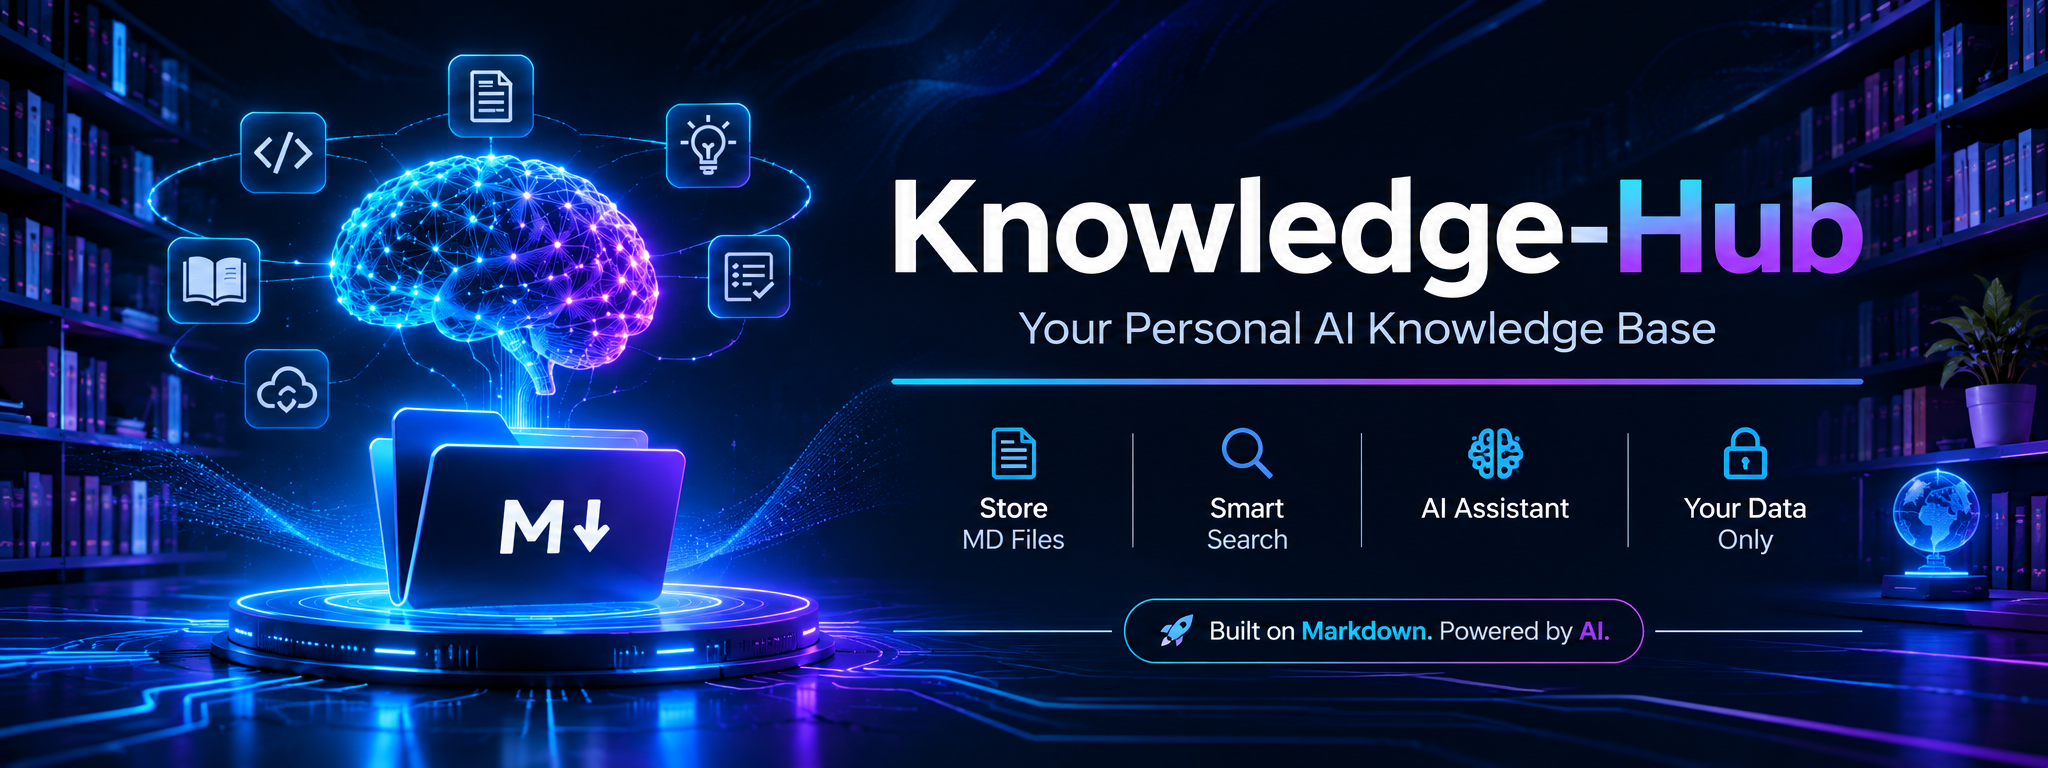 Knowledge-Hub
Your Personal AI Knowledge Base
Store
MD Files
Smart
Search
AI Assistant
Your Data
Only
M↓
Built on Markdown. Powered by AI.